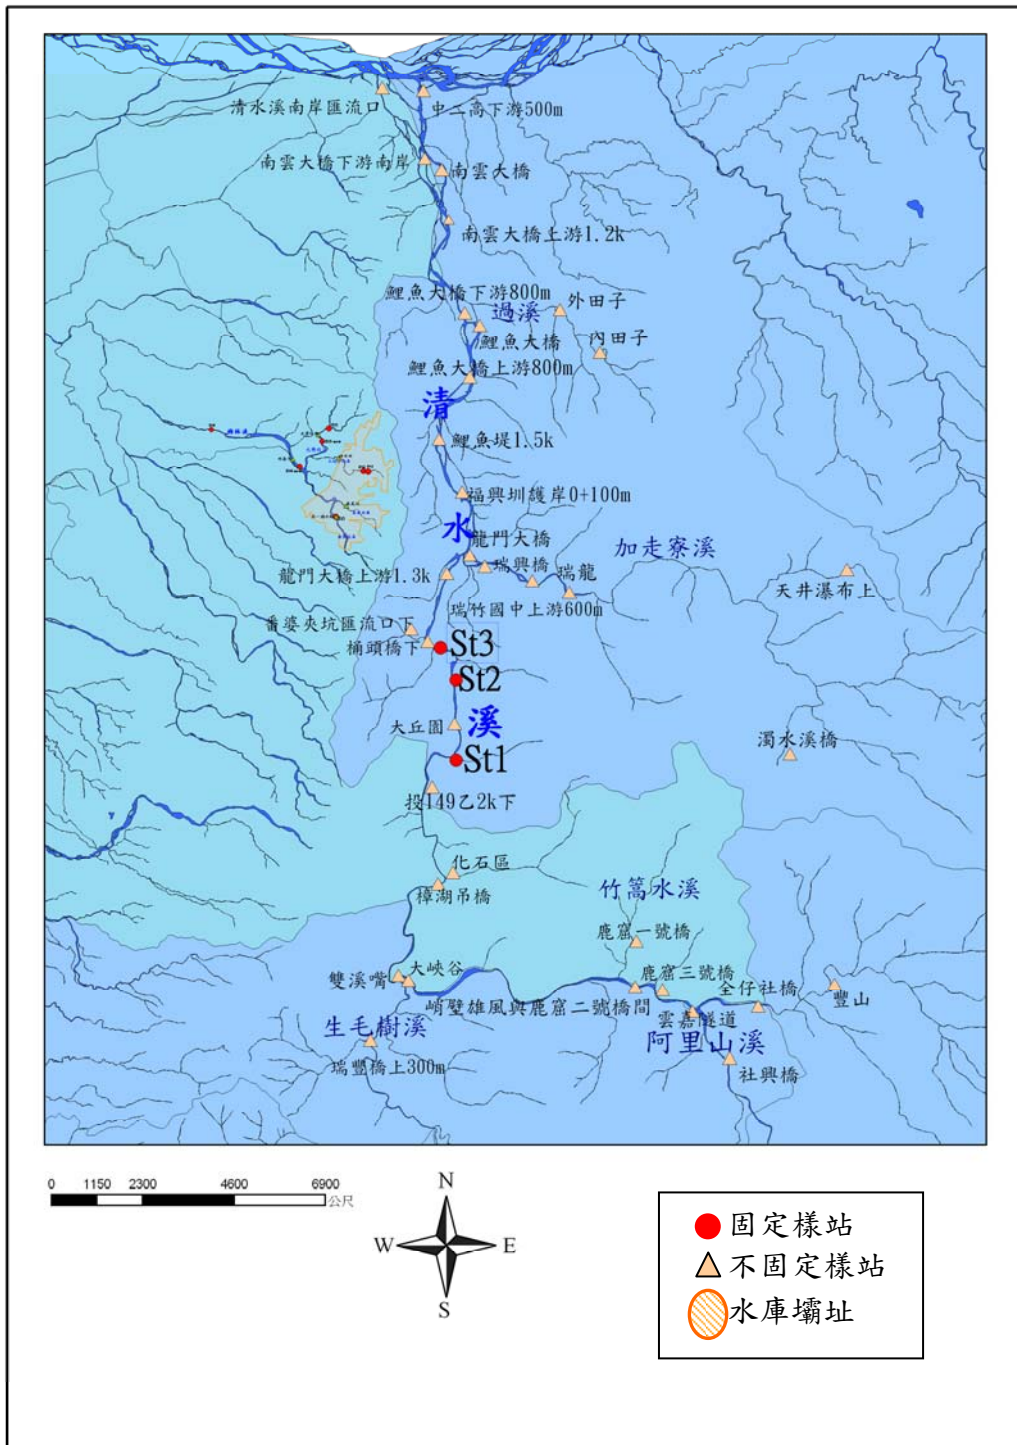 清水溪南岸匯流口
中二高下游500m
南雲大橋下游南岸
南雲大橋
南雲大橋上游1.2k
鯉魚大橋下游800m
外田子
過溪
鯉魚大橋
內田子
鯉魚大橋上游800m
清
鯉魚堤1.5k
福興圳護岸0+100m
水
龍門大橋
加走寮溪
瑞興橋
瑞龍
龍門大橋上游1.3k
天井瀑布上
瑞竹國中上游600m
番婆夾坑匯流口下
桶頭橋下
St3
St2
大丘園
溪
濁水溪橋
St1
投149乙2k下
化石區
樟湖吊橋
竹篙水溪
鹿窟一號橋
雙溪嘴
大峽谷
鹿窟三號橋
全仔社橋
豐山
峭壁雄風與鹿窟二號橋間
雲嘉隧道
生毛樹溪
阿里山溪
瑞豐橋上300m
社興橋
0 1150 2300 4600 6900
公尺
N
W E
S
固定樣站
不固定樣站
水庫壩址